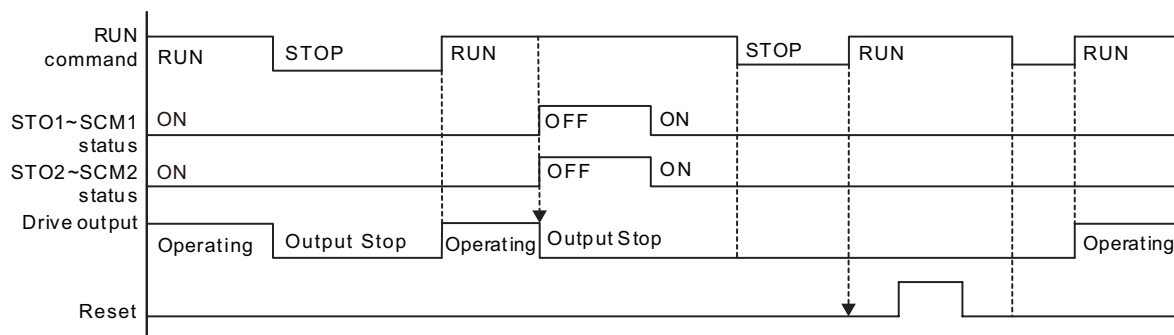 RUN
command
RUN
STOP
RUN
STOP
RUN
RUN
STO1~SCM1
status
ON
OFF
ON
STO2~SCM2
status
ON
OFF
ON
Drive output
Operating
Output Stop
Operating
Output Stop
Operating
Reset